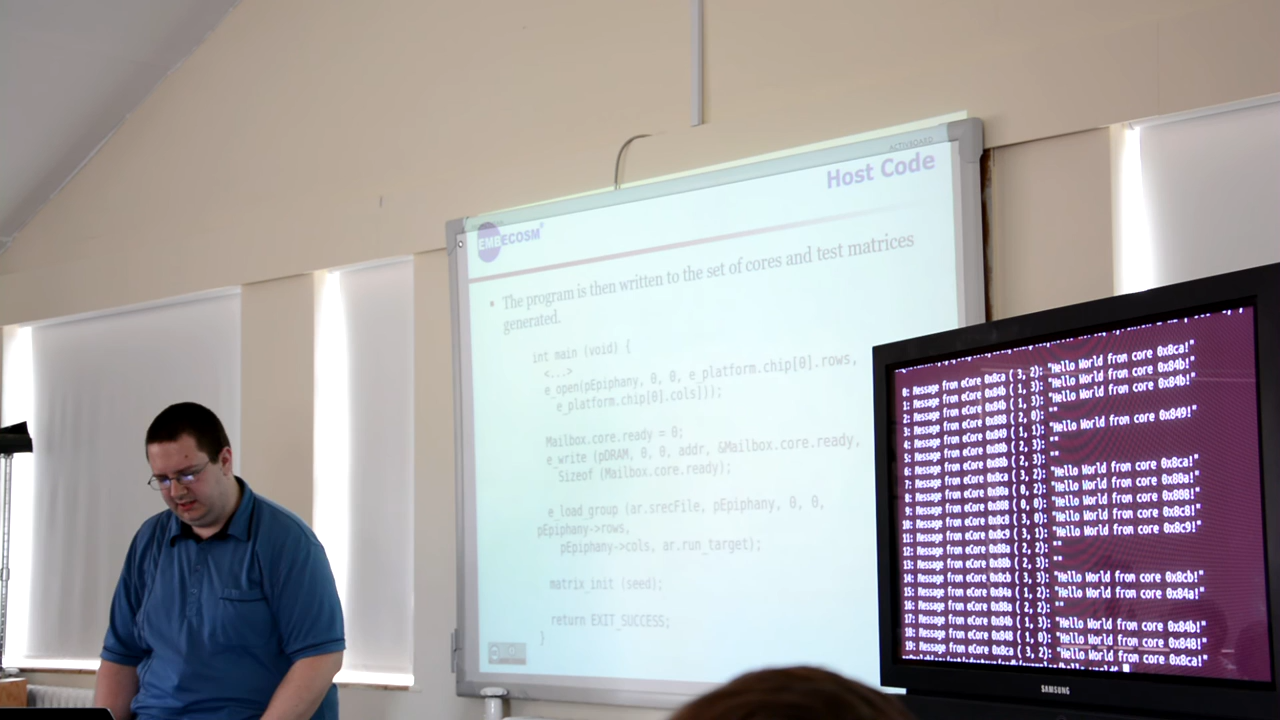 ACTIVBOARD
Host Code
EMBECOSM®
• The program is then written to the set of cores and test matrices
generated.
int main (void) {
<...>
e_open(pEpiphany, 0, 0, e_platform.chip[0].rows,
e_platform.chip[0].cols]));
Mailbox.core.ready = 0;
e_write (pDRAM, 0, 0, addr, &Mailbox.core.ready,
Sizeof (Mailbox.core.ready);
e_load_group (ar.srecFile, pEpiphany, 0, 0,
pEpiphany->rows,
pEpiphany->cols, ar.run_target);
matrix_init (seed);
return EXIT_SUCCESS;
}
0: Message from eCore 0x8ca ( 3, 2): "Hello World from core 0x8ca!"
1: Message from eCore 0x84b ( 1, 3): "Hello World from core 0x84b!"
2: Message from eCore 0x84b ( 1, 3): "Hello World from core 0x84b!"
3: Message from eCore 0x888 ( 2, 0): ""
4: Message from eCore 0x849 ( 1, 1): "Hello World from core 0x849!"
5: Message from eCore 0x88b ( 2, 3): ""
6: Message from eCore 0x88b ( 2, 3): ""
7: Message from eCore 0x8ca ( 3, 2): "Hello World from core 0x8ca!"
8: Message from eCore 0x80a ( 0, 2): "Hello World from core 0x80a!"
9: Message from eCore 0x808 ( 0, 0): "Hello World from core 0x808!"
10: Message from eCore 0x8c8 ( 3, 0): "Hello World from core 0x8c8!"
11: Message from eCore 0x8c9 ( 3, 1): "Hello World from core 0x8c9!"
12: Message from eCore 0x88a ( 2, 2): ""
13: Message from eCore 0x88b ( 2, 3): ""
14: Message from eCore 0x8cb ( 3, 3): "Hello World from core 0x8cb!"
15: Message from eCore 0x84a ( 1, 2): "Hello World from core 0x84a!"
16: Message from eCore 0x88a ( 2, 2): ""
17: Message from eCore 0x84b ( 1, 3): "Hello World from core 0x84b!"
18: Message from eCore 0x848 ( 1, 0): "Hello World from core 0x848!"
19: Message from eCore 0x8ca ( 3, 2): "Hello World from core 0x8ca!"
SAMSUNG